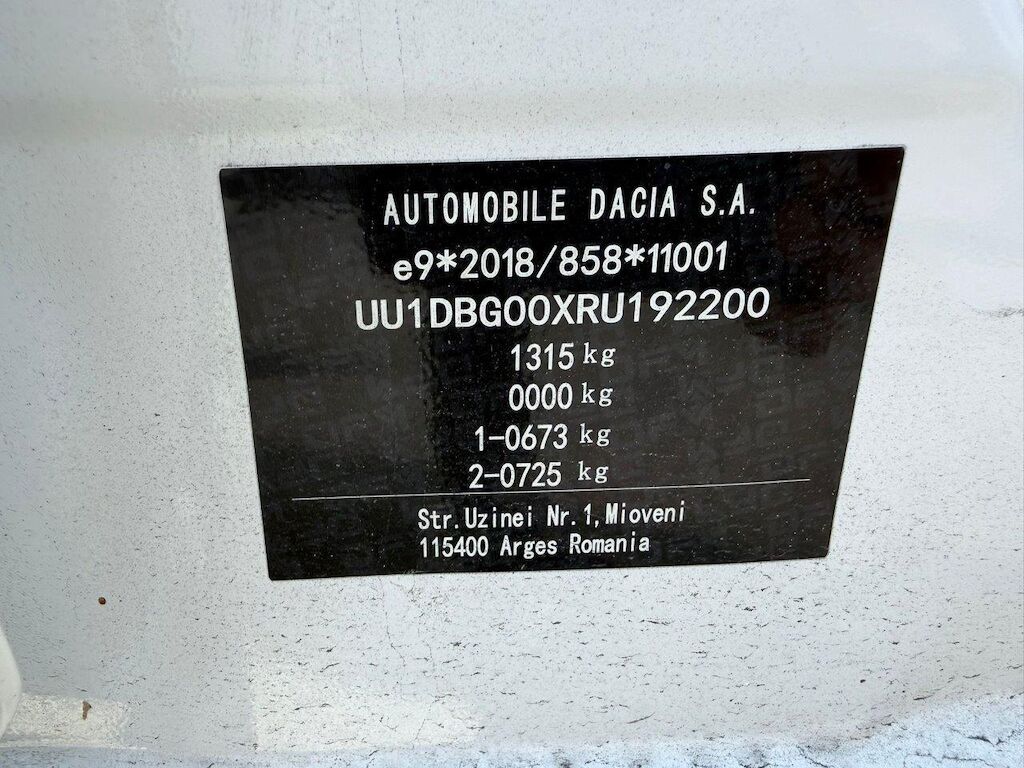 AUTOMOBILE DACIA S.A.
e9*2018/858*11001
UU1DBG00XRU192200
1315 kg
0000 kg
1-0673 kg
2-0725 kg
Str. Uzinei Nr. 1, Mioveni
115400 Arges Romania